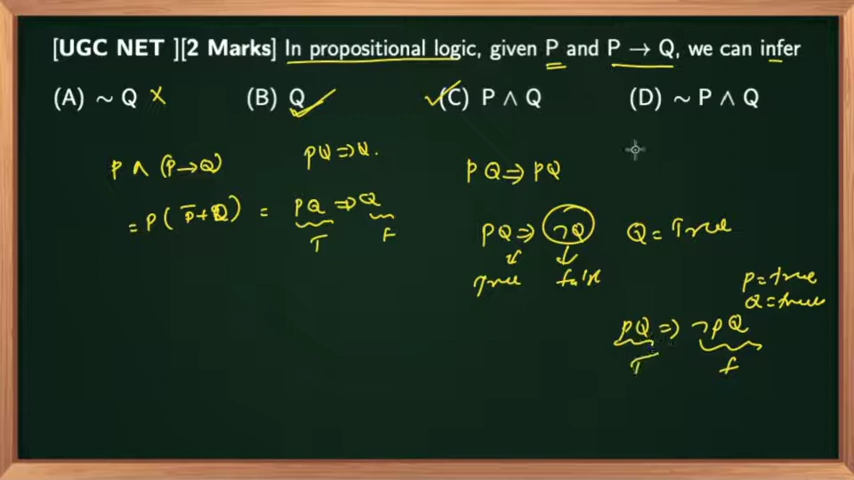 [UGC NET ][2 Marks] In propositional logic, given P and P → Q, we can infer
(A) ∼ Q × (B) Q ✓ ✓(C) P ∧ Q (D) ∼ P ∧ Q
P ∧ (P→Q)
PQ ⇒ Q.
PQ ⇒ PQ
= P( P̅+Q) = PQ ⇒ Q
T F
PQ ⇒ ¬Q Q = True
True false
P=true
Q=true
PQ ⇒ ¬PQ
T f